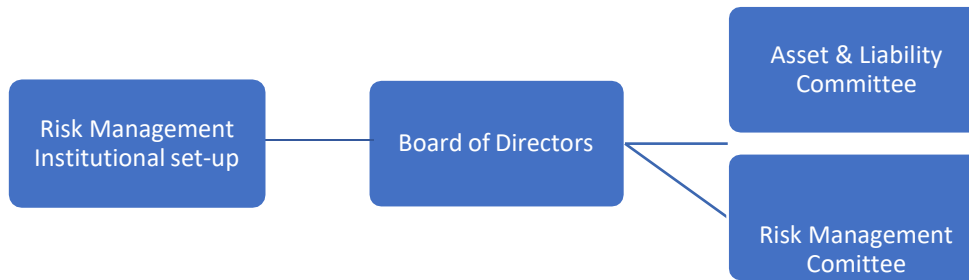 Risk Management
Institutional set-up
Board of Directors
Asset & Liability
Committee
Risk Management
Comittee